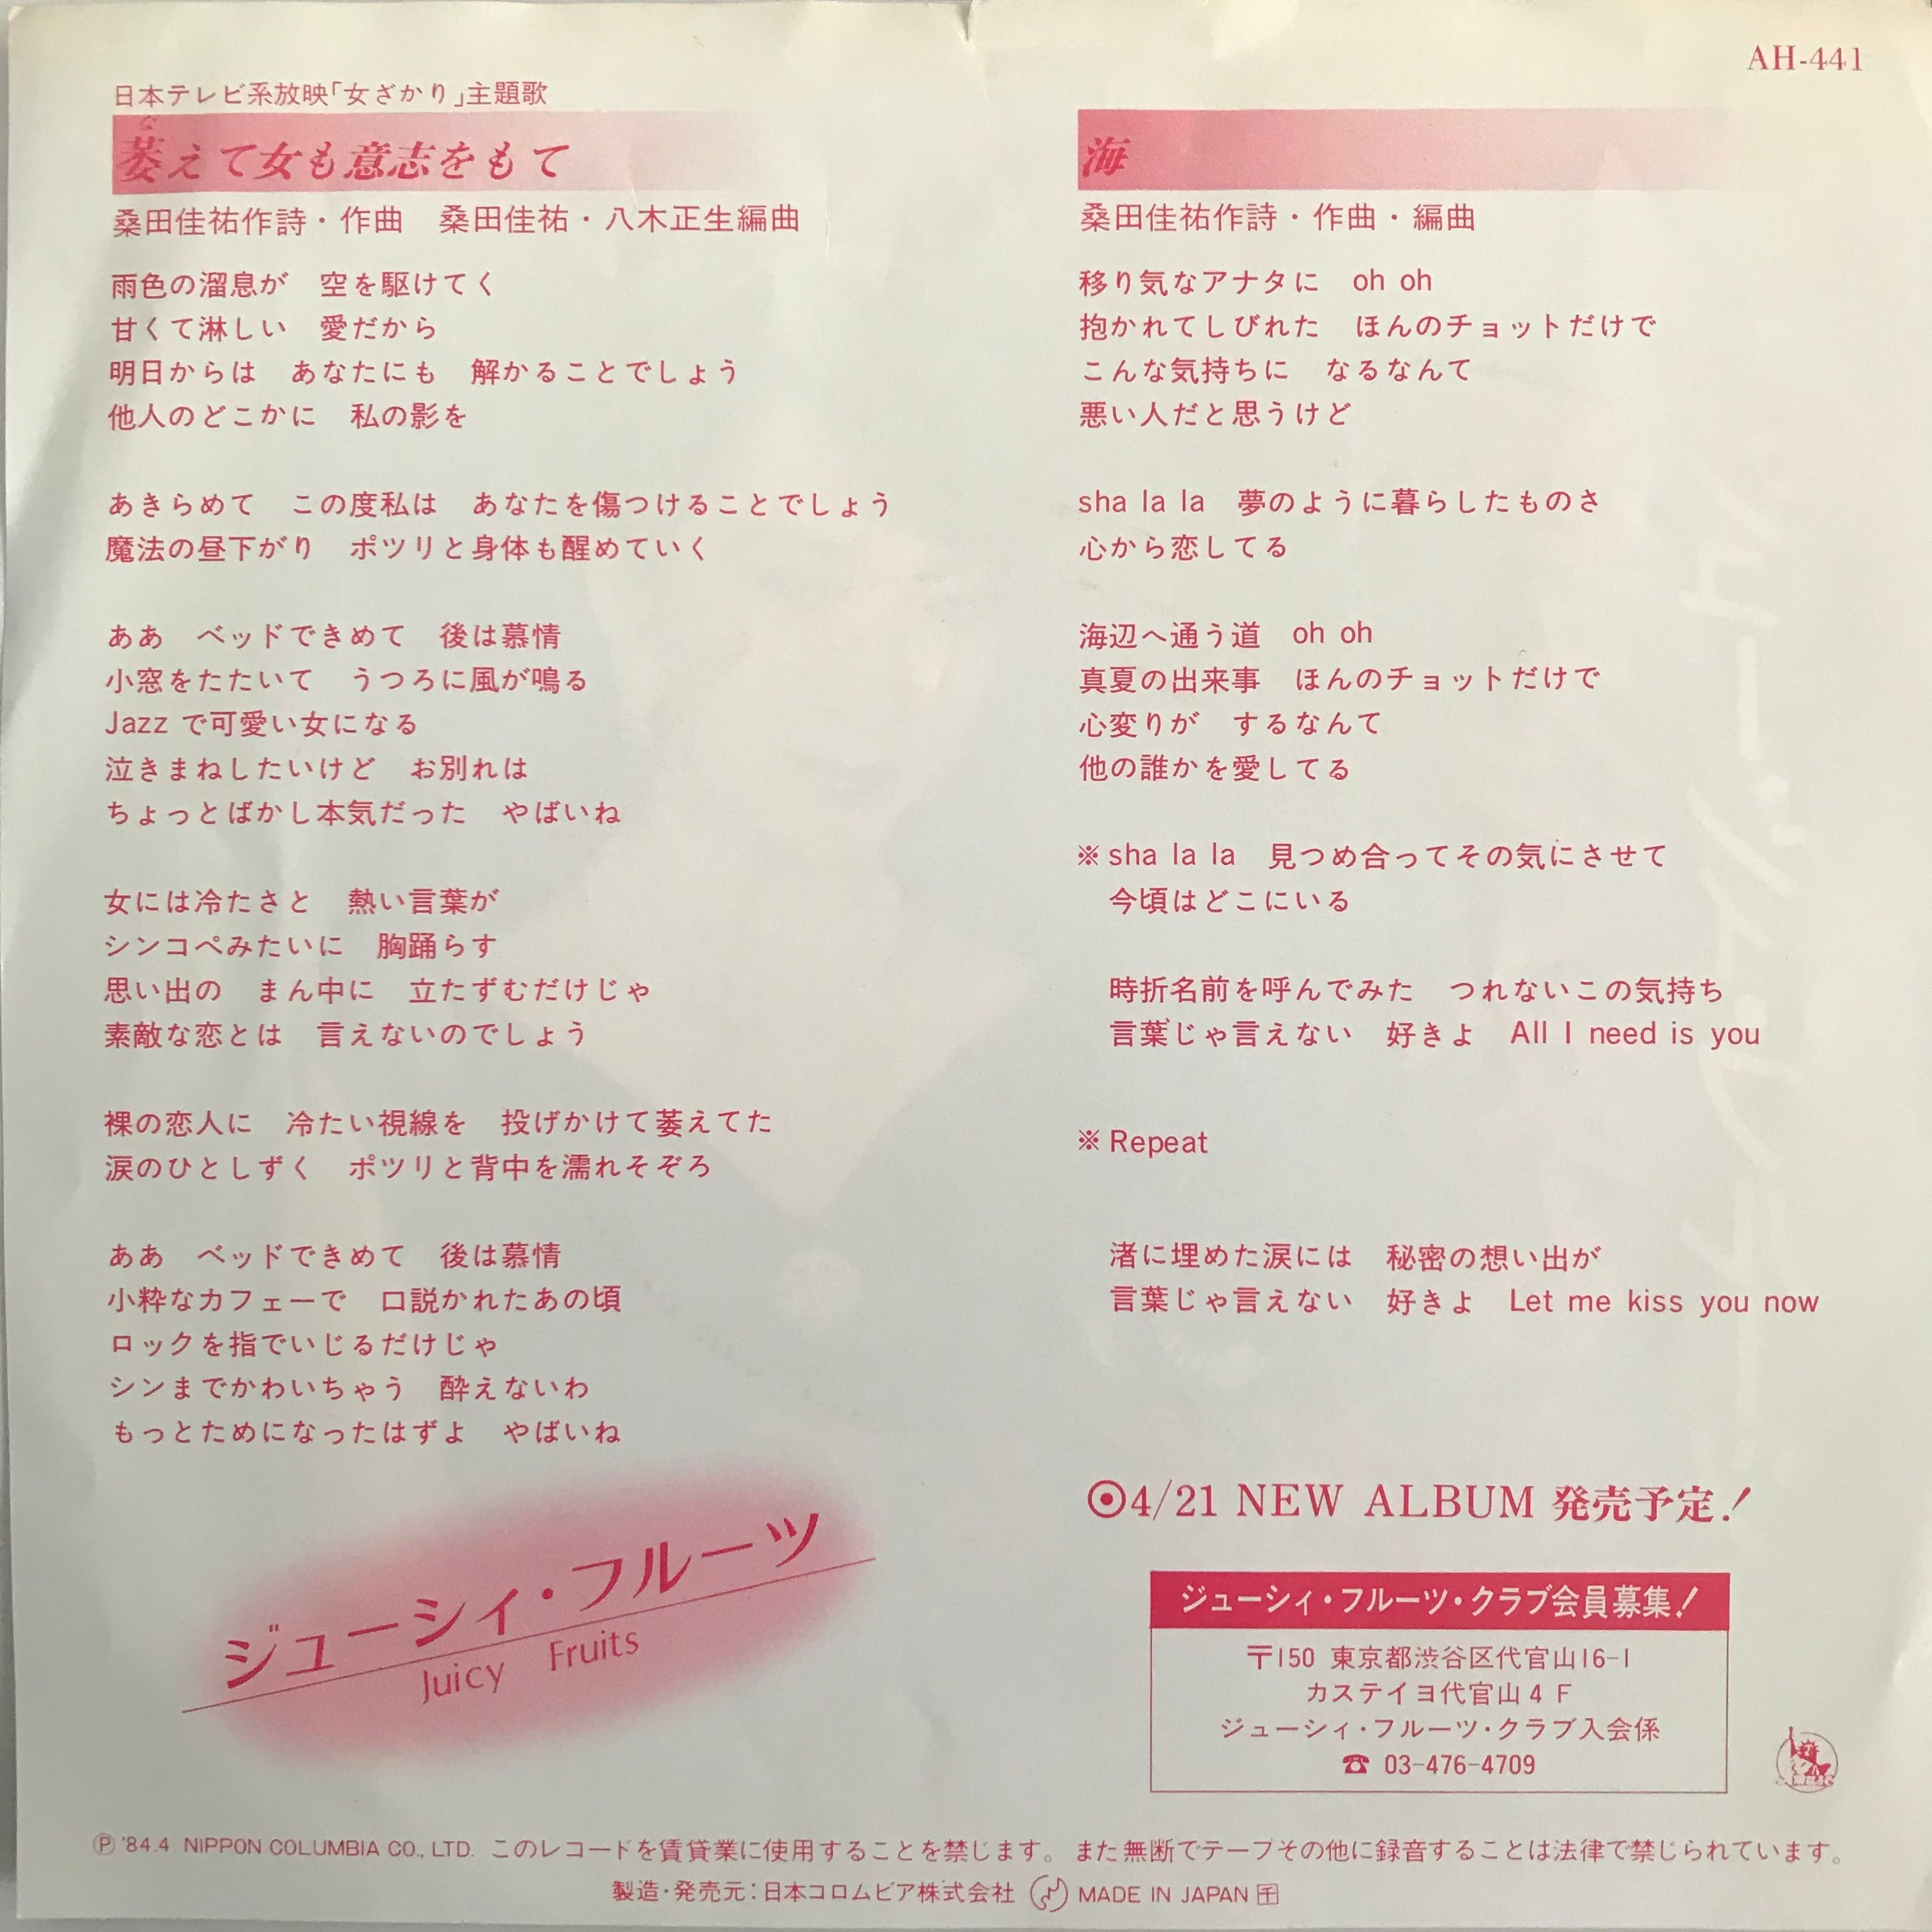 AH-441
日本テレビ系放映「女ざかり」主題歌
な
萎えて女も意志をもて
桑田佳祐作詩・作曲　桑田佳祐・八木正生編曲
雨色の溜息が　空を駆けてく
甘くて淋しい　愛だから
明日からは　あなたにも　解かることでしょう
他人のどこかに　私の影を
あきらめて　この度私は　あなたを傷つけることでしょう
魔法の昼下がり　ポツリと身体も醒めていく
ああ　ベッドできめて　後は慕情
小窓をたたいて　うつろに風が鳴る
Jazz で可愛い女になる
泣きまねしたいけど　お別れは
ちょっとばかし本気だった　やばいね
女には冷たさと　熱い言葉が
シンコペみたいに　胸踊らす
思い出の　まん中に　立たずむだけじゃ
素敵な恋とは　言えないのでしょう
裸の恋人に　冷たい視線を　投げかけて萎えてた
涙のひとしずく　ポツリと背中を濡れそぞろ
ああ　ベッドできめて　後は慕情
小粋なカフェーで　口説かれたあの頃
ロックを指でいじるだけじゃ
シンまでかわいちゃう　酔えないわ
もっとためになったはずよ　やばいね
ジューシィ・フルーツ
Juicy Fruits
海
桑田佳祐作詩・作曲・編曲
移り気なアナタに　oh oh
抱かれてしびれた　ほんのチョットだけで
こんな気持ちに　なるなんて
悪い人だと思うけど
sha la la　夢のように暮らしたものさ
心から恋してる
海辺へ通う道　oh oh
真夏の出来事　ほんのチョットだけで
心変りが　するなんて
他の誰かを愛してる
※ sha la la　見つめ合ってその気にさせて
今頃はどこにいる
時折名前を呼んでみた　つれないこの気持ち
言葉じゃ言えない　好きよ　All I need is you
※ Repeat
渚に埋めた涙には　秘密の想い出が
言葉じゃ言えない　好きよ　Let me kiss you now
⦿4/21 NEW ALBUM 発売予定!
ジューシィ・フルーツ・クラブ会員募集!
〒150 東京都渋谷区代官山16-1
カステイヨ代官山4F
ジューシィ・フルーツ・クラブ入会係
☎ 03-476-4709
Ⓟ '84.4 NIPPON COLUMBIA CO., LTD. このレコードを賃貸業に使用することを禁じます。また無断でテープその他に録音することは法律で禁じられています。
製造・発売元：日本コロムビア株式会社 MADE IN JAPAN